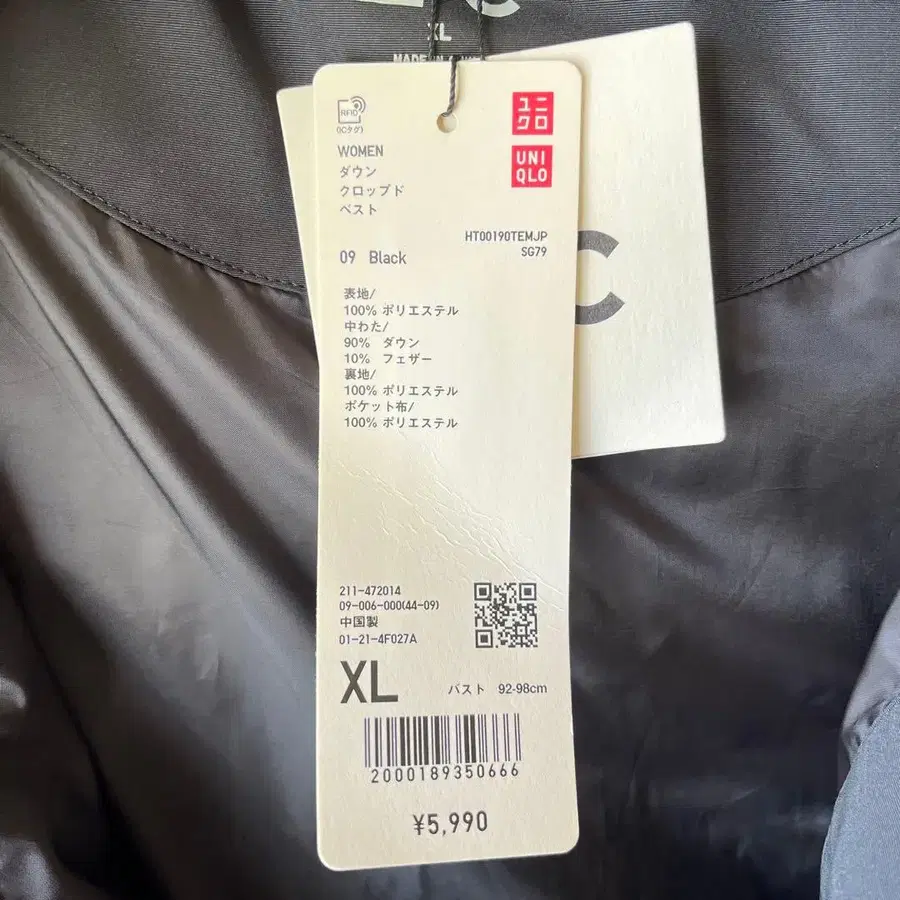 XL
MADE IN
RFID
(ICタグ)
ユニ
クロ
UNI
QLO
WOMEN
ダウン
クロップド
ベスト
HT00190TEMJP
SG79
09 Black
表地/
100% ポリエステル
中わた/
90% ダウン
10% フェザー
裏地/
100% ポリエステル
ポケット布/
100% ポリエステル
C
211-472014
09-006-000(44-09)
中国製
01-21-4F027A
XL バスト 92-98cm
2000189350666
¥5,990